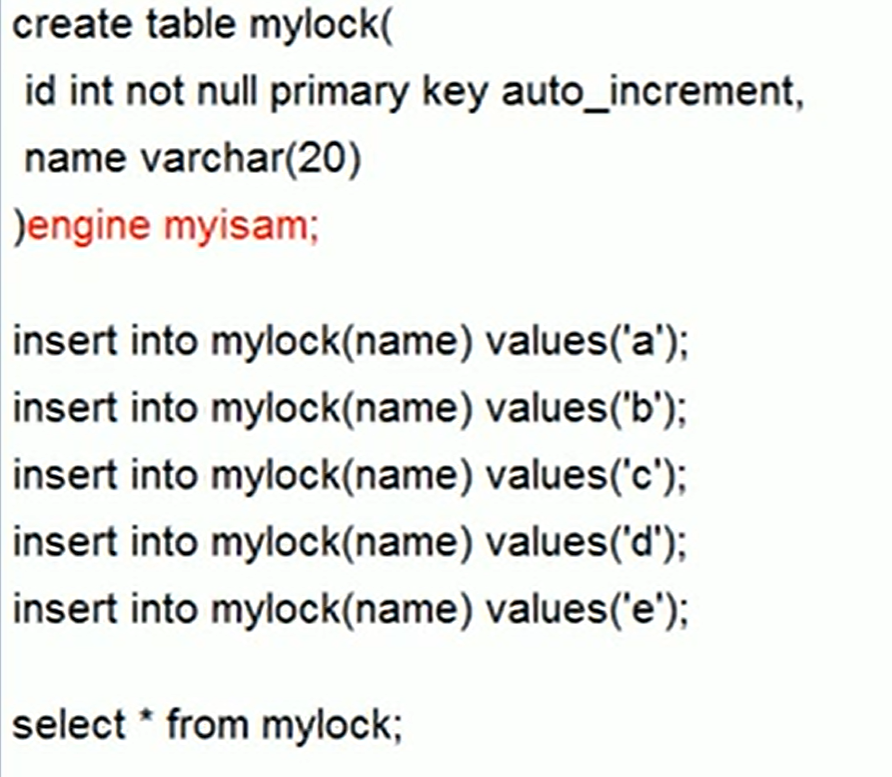 create table mylock(
id int not null primary key auto_increment,
name varchar(20)
)engine myisam;
insert into mylock(name) values('a');
insert into mylock(name) values('b');
insert into mylock(name) values('c');
insert into mylock(name) values('d');
insert into mylock(name) values('e');
select * from mylock;